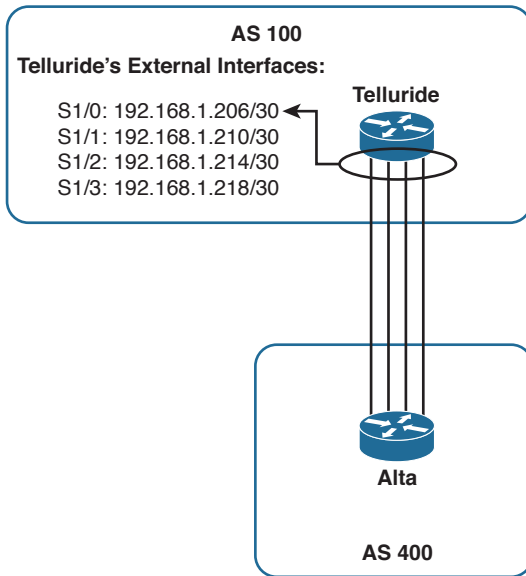 AS 100
Telluride's External Interfaces:
S1/0: 192.168.1.206/30
S1/1: 192.168.1.210/30
S1/2: 192.168.1.214/30
S1/3: 192.168.1.218/30
Telluride
Alta
AS 400